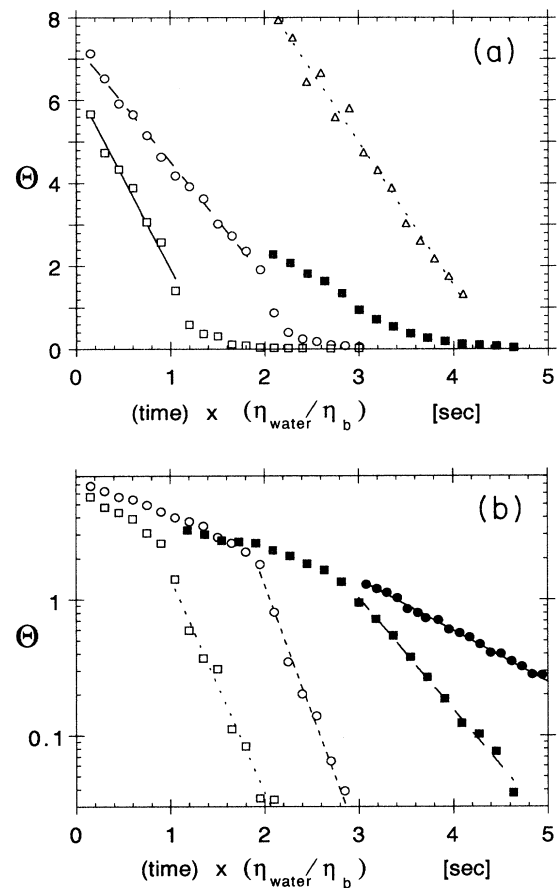 8
(a)
6
Θ
4
2
0
0 1 2 3 4 5
(time) x (η_water/η_b) [sec]
(b)
1
Θ
0.1
0 1 2 3 4 5
(time) x (η_water/η_b) [sec]